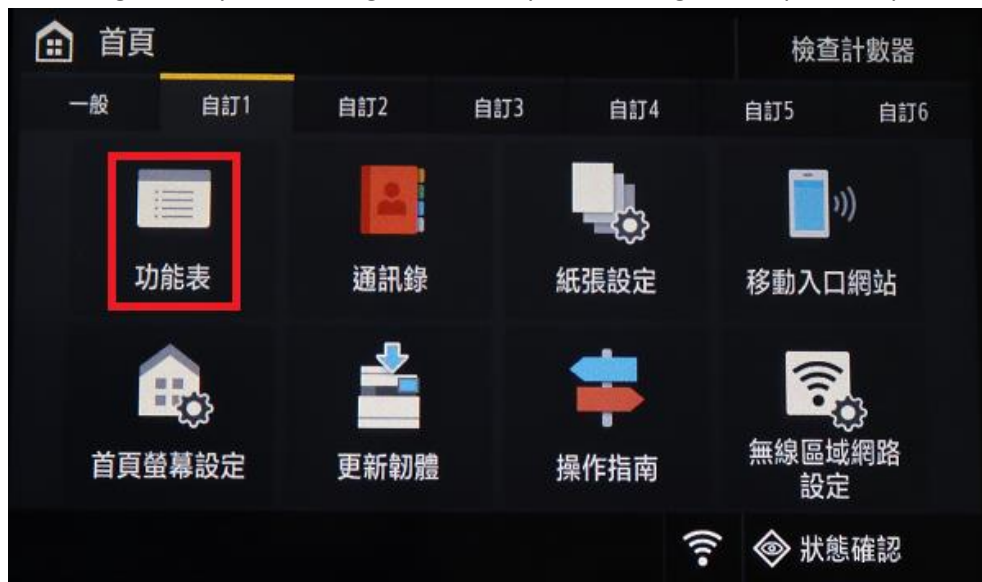 首頁
檢查計數器
一般 自訂1 自訂2 自訂3 自訂4 自訂5 自訂6
功能表 通訊錄 紙張設定 移動入口網站
首頁螢幕設定 更新韌體 操作指南 無線區域網路
設定
狀態確認